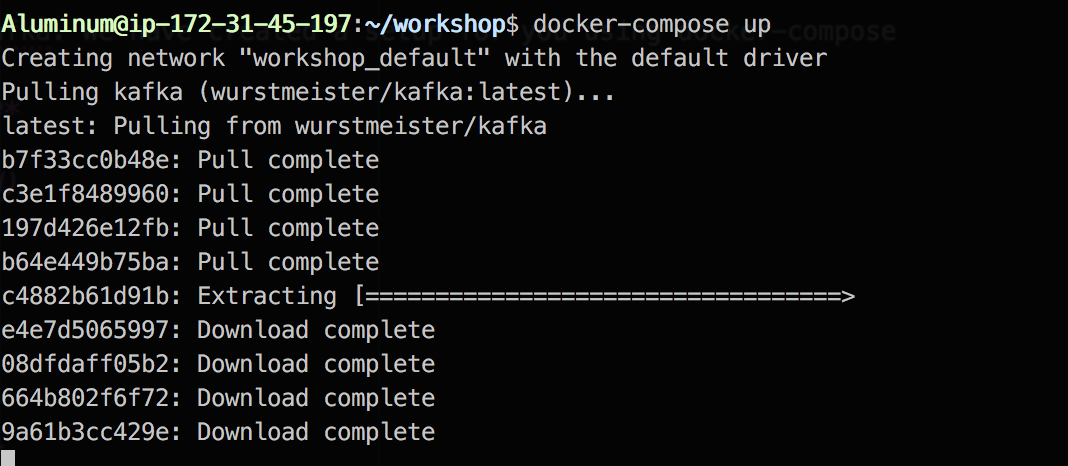 Aluminum@ip-172-31-45-197:~/workshop$ docker-compose up
Creating network "workshop_default" with the default driver
Pulling kafka (wurstmeister/kafka:latest)...
latest: Pulling from wurstmeister/kafka
b7f33cc0b48e: Pull complete
c3e1f8489960: Pull complete
197d426e12fb: Pull complete
b64e449b75ba: Pull complete
c4882b61d91b: Extracting [==================================>
e4e7d5065997: Download complete
08dfdaff05b2: Download complete
664b802f6f72: Download complete
9a61b3cc429e: Download complete